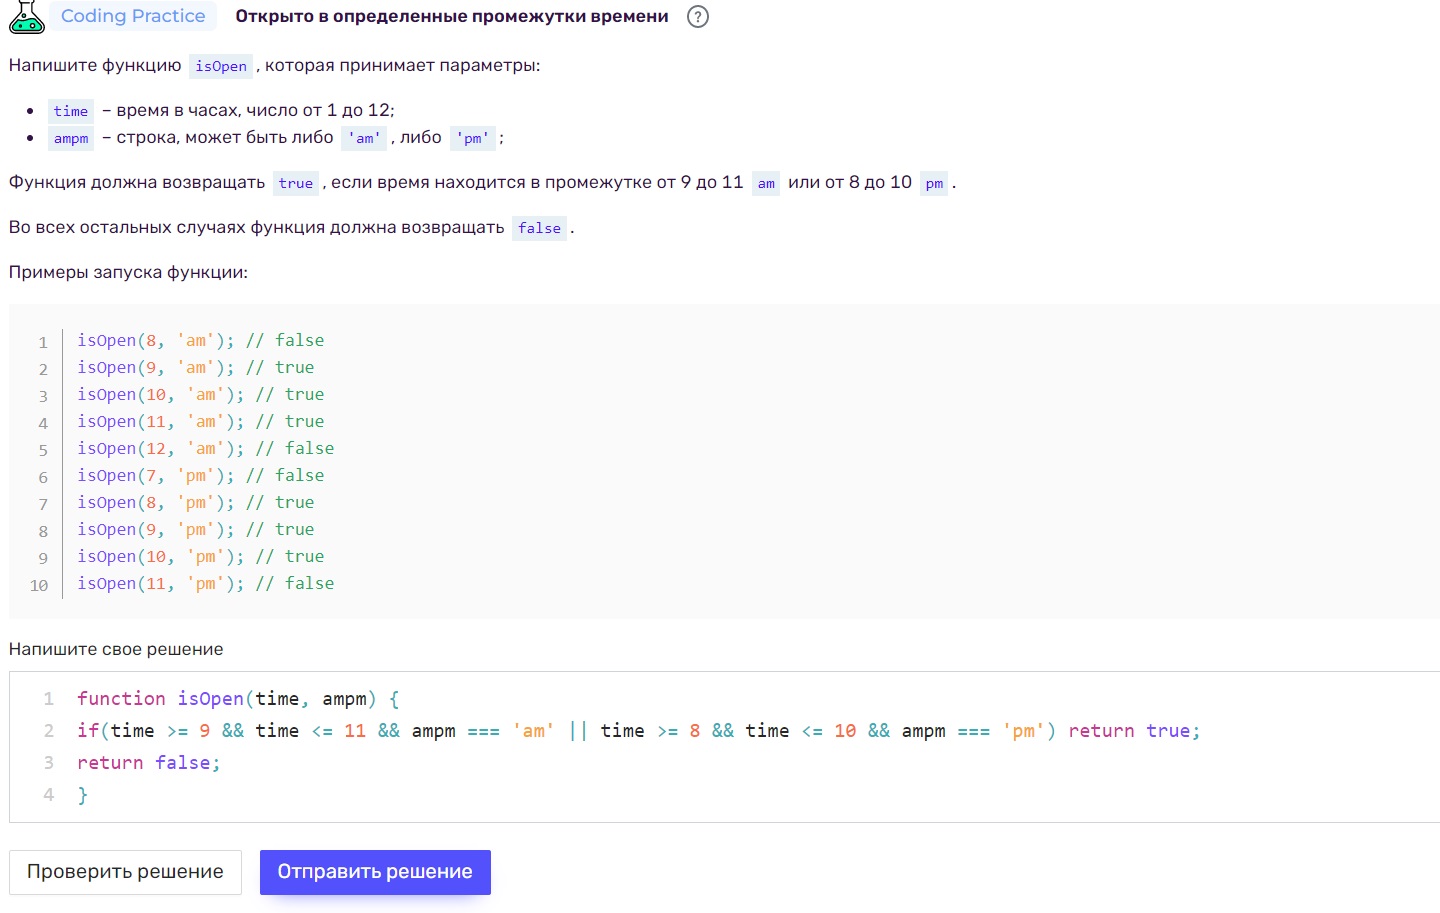 Coding Practice Открыто в определенные промежутки времени ?
Напишите функцию isOpen , которая принимает параметры:
• time – время в часах, число от 1 до 12;
• ampm – строка, может быть либо 'am' , либо 'pm' ;
Функция должна возвращать true , если время находится в промежутке от 9 до 11 am или от 8 до 10 pm .
Во всех остальных случаях функция должна возвращать false .
Примеры запуска функции:
1 isOpen(8, 'am'); // false
2 isOpen(9, 'am'); // true
3 isOpen(10, 'am'); // true
4 isOpen(11, 'am'); // true
5 isOpen(12, 'am'); // false
6 isOpen(7, 'pm'); // false
7 isOpen(8, 'pm'); // true
8 isOpen(9, 'pm'); // true
9 isOpen(10, 'pm'); // true
10 isOpen(11, 'pm'); // false
Напишите свое решение
1 function isOpen(time, ampm) {
2 if(time >= 9 && time <= 11 && ampm === 'am' || time >= 8 && time <= 10 && ampm === 'pm') return true;
3 return false;
4 }
Проверить решение Отправить решение